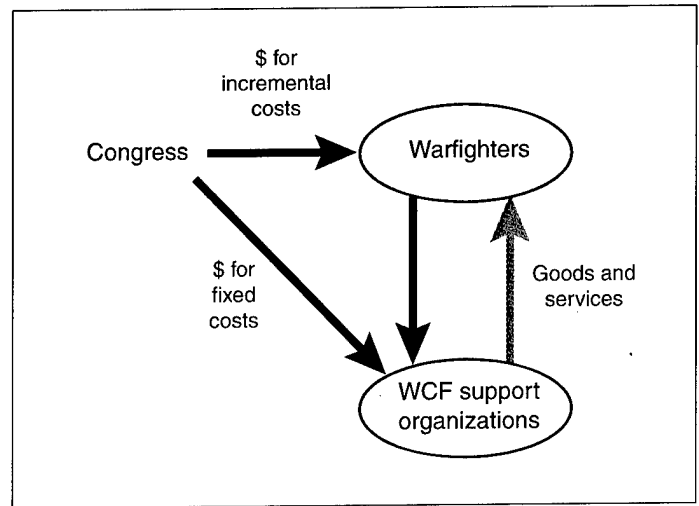 $ for
incremental
costs
Congress
Warfighters
$ for
fixed
costs
Goods and
services
WCF support
organizations